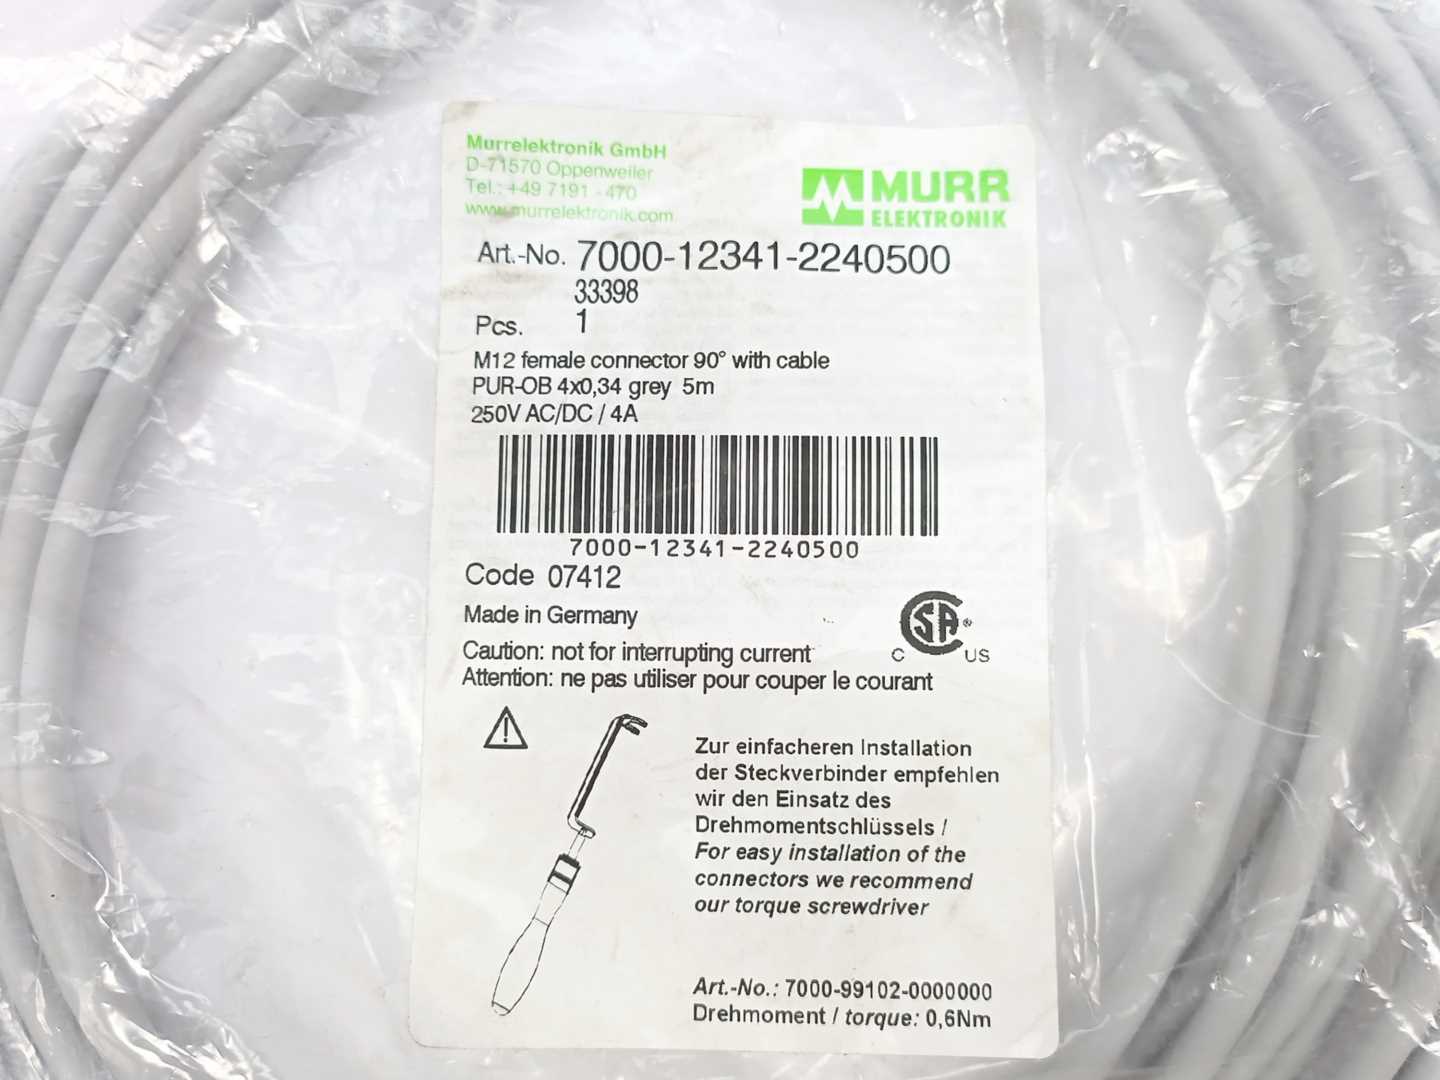 Murrelektronik GmbH
D-71570 Oppenweiler
Tel.: +49 7191 - 470
www.murrelektronik.com
MURR
ELEKTRONIK
Art.-No. 7000-12341-2240500
33398
Pcs. 1
M12 female connector 90° with cable
PUR-OB 4x0,34 grey 5m
250V AC/DC / 4A
7000-12341-2240500
Code 07412
Made in Germany
Caution: not for interrupting current
Attention: ne pas utiliser pour couper le courant
SA ®
C US
Zur einfacheren Installation
der Steckverbinder empfehlen
wir den Einsatz des
Drehmomentschlüssels /
For easy installation of the
connectors we recommend
our torque screwdriver
Art.-No.: 7000-99102-0000000
Drehmoment / torque: 0,6Nm